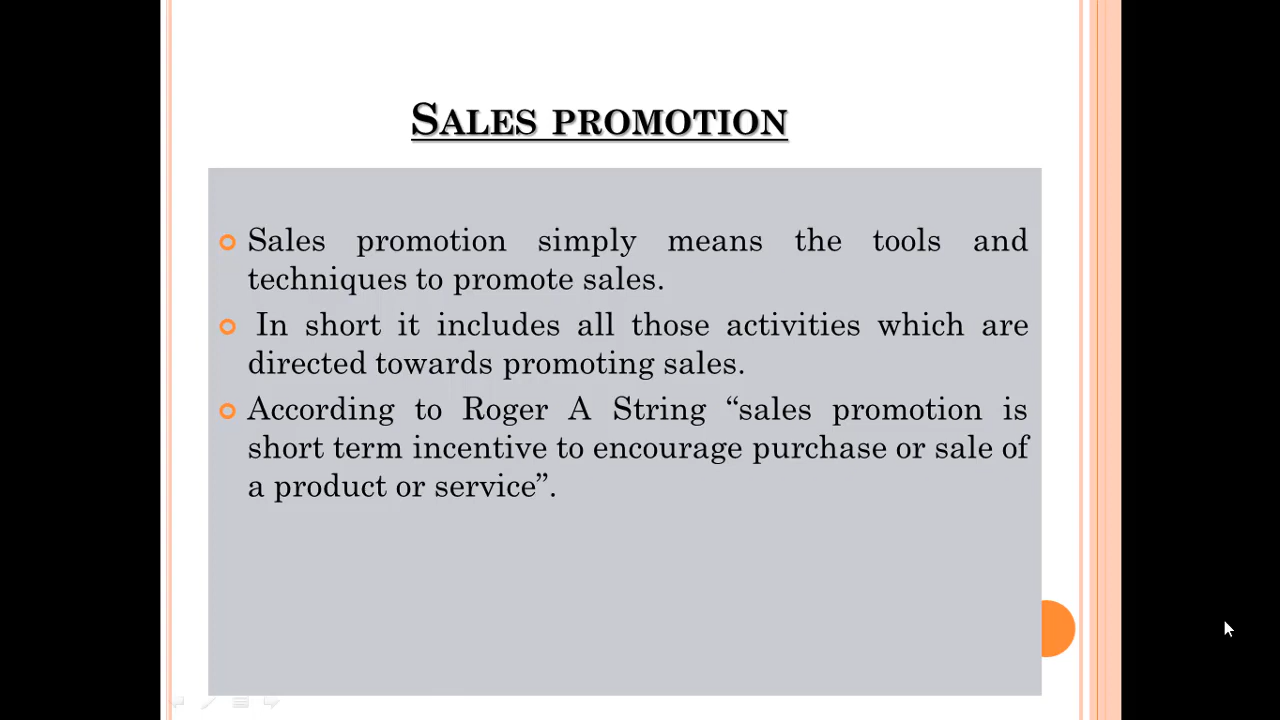 SALES PROMOTION
Sales promotion simply means the tools and
techniques to promote sales.
In short it includes all those activities which are
directed towards promoting sales.
According to Roger A String “sales promotion is
short term incentive to encourage purchase or sale of
a product or service”.